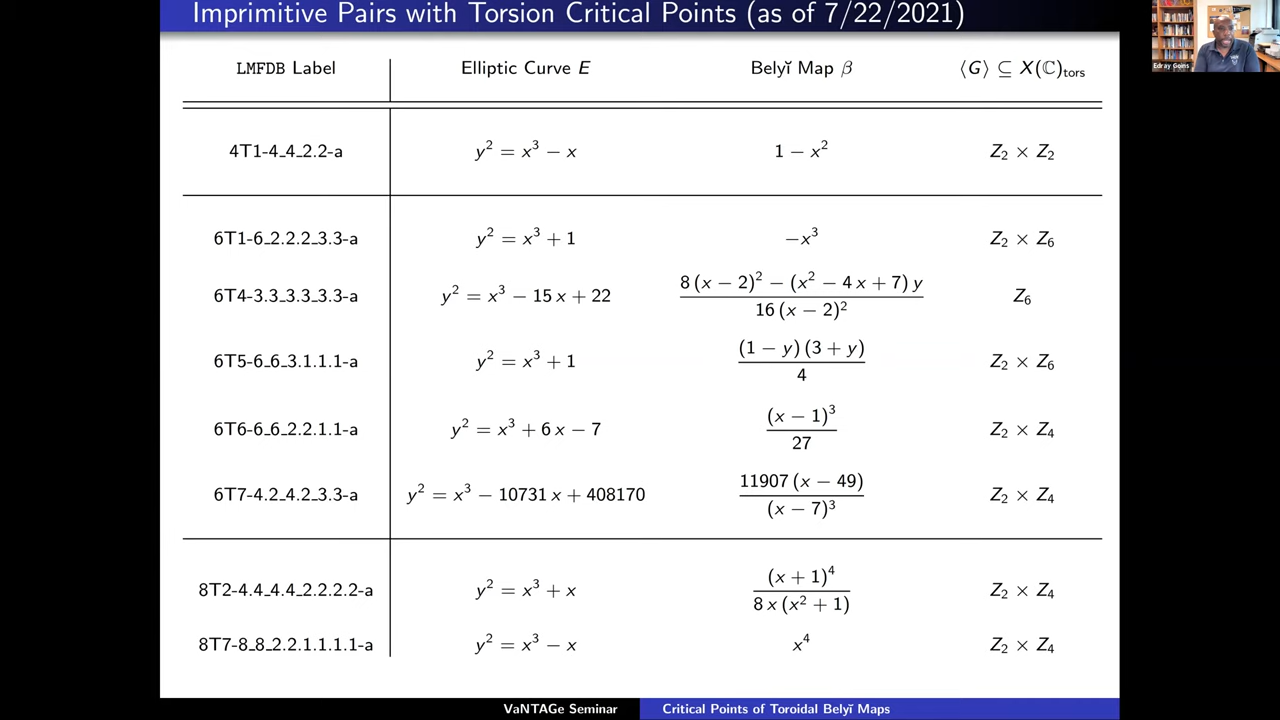 Imprimitive Pairs with Torsion Critical Points (as of 7/22/2021)
LMFDB Label Elliptic Curve E Belyĭ Map β ⟨G⟩ ⊆ X(ℂ)tors
4T1-4_4_2.2-a y² = x³ − x 1 − x² Z₂ × Z₂
6T1-6_2.2.2_3.3-a y² = x³ + 1 −x³ Z₂ × Z₆
6T4-3.3_3.3_3.3-a y² = x³ − 15 x + 22 8 (x − 2)² − (x² − 4 x + 7) y / 16 (x − 2)² Z₆
6T5-6_6_3.1.1.1-a y² = x³ + 1 (1 − y) (3 + y) / 4 Z₂ × Z₆
6T6-6_6_2.2.1.1-a y² = x³ + 6 x − 7 (x − 1)³ / 27 Z₂ × Z₄
6T7-4.2_4.2_3.3-a y² = x³ − 10731 x + 408170 11907 (x − 49) / (x − 7)³ Z₂ × Z₄
8T2-4.4_4.4_2.2.2.2-a y² = x³ + x (x + 1)⁴ / 8 x (x² + 1) Z₂ × Z₄
8T7-8_8_2.2.1.1.1.1-a y² = x³ − x x⁴ Z₂ × Z₄
VaNTAGe Seminar Critical Points of Toroidal Belyĭ Maps
Edray Goins